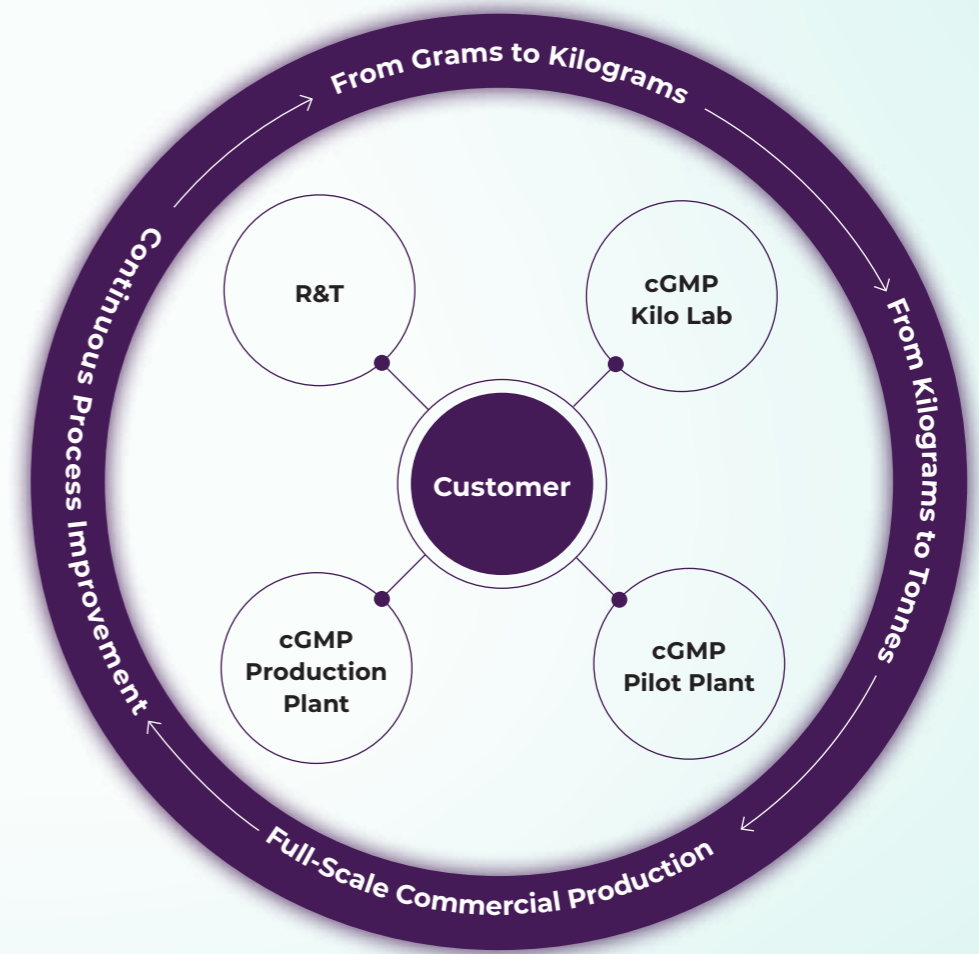 From Grams to Kilograms
From Kilograms to Tonnes
Full-Scale Commercial Production
Continuous Process Improvement
R&T
cGMP
Kilo Lab
Customer
cGMP
Production
Plant
cGMP
Pilot Plant